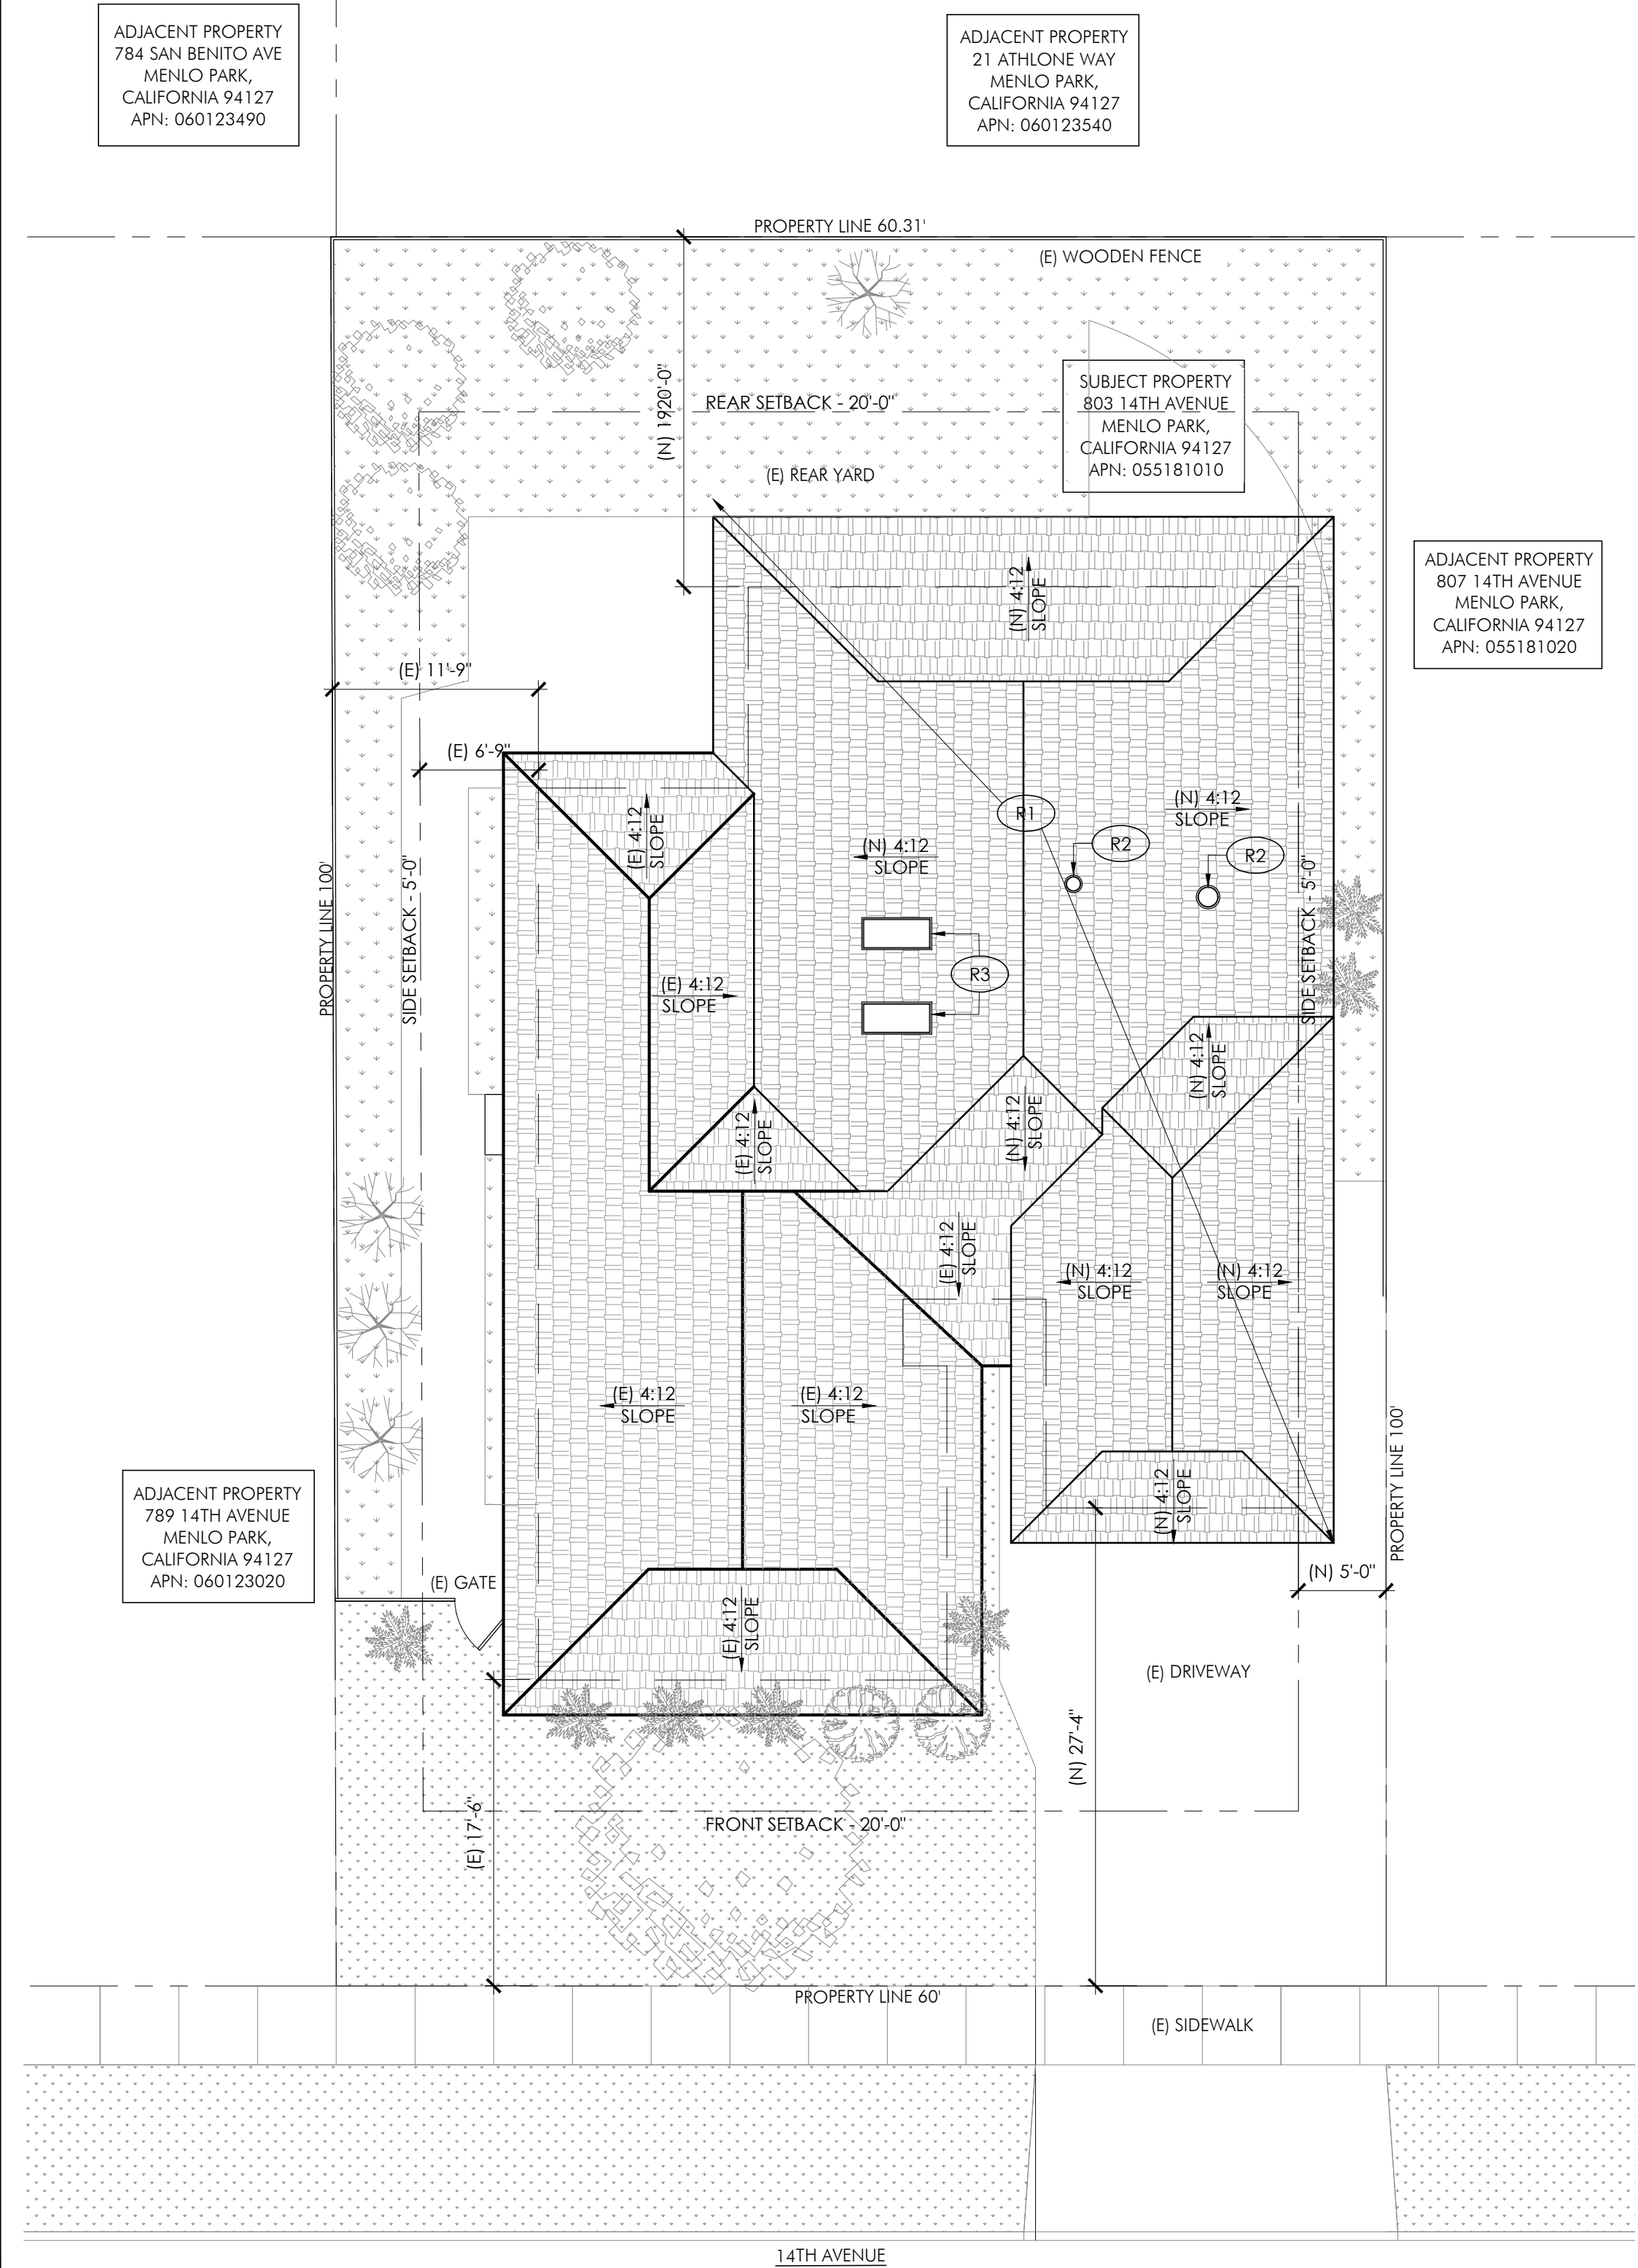 ADJACENT PROPERTY
784 SAN BENITO AVE
MENLO PARK,
CALIFORNIA 94127
APN: 060123490
ADJACENT PROPERTY
21 ATHLONE WAY
MENLO PARK,
CALIFORNIA 94127
APN: 060123540
PROPERTY LINE 60.31'
(E) WOODEN FENCE
SUBJECT PROPERTY
803 14TH AVENUE
MENLO PARK,
CALIFORNIA 94127
APN: 055181010
(N) 1920'-0"
REAR SETBACK - 20'-0"
(E) REAR YARD
ADJACENT PROPERTY
807 14TH AVENUE
MENLO PARK,
CALIFORNIA 94127
APN: 055181020
(N) 4:12
SLOPE
(E) 11'-9"
(E) 6'-9"
(E) 4:12
SLOPE
(N) 4:12
SLOPE
R1
R2
(N) 4:12
SLOPE
R2
PROPERTY LINE 100'
SIDE SETBACK - 5'-0"
SIDE SETBACK - 5'-0"
(E) 4:12
SLOPE
R3
(N) 4:12
SLOPE
(E) 4:12
SLOPE
(N) 4:12
SLOPE
(E) 4:12
SLOPE
(N) 4:12
SLOPE
(N) 4:12
SLOPE
(E) 4:12
SLOPE
(E) 4:12
SLOPE
PROPERTY LINE 100'
(N) 4:12
SLOPE
ADJACENT PROPERTY
789 14TH AVENUE
MENLO PARK,
CALIFORNIA 94127
APN: 060123020
(E) GATE
(N) 5'-0"
(E) 4:12
SLOPE
(E) DRIVEWAY
(N) 27'-4"
(E) 17'-6"
FRONT SETBACK - 20'-0"
PROPERTY LINE 60'
(E) SIDEWALK
14TH AVENUE